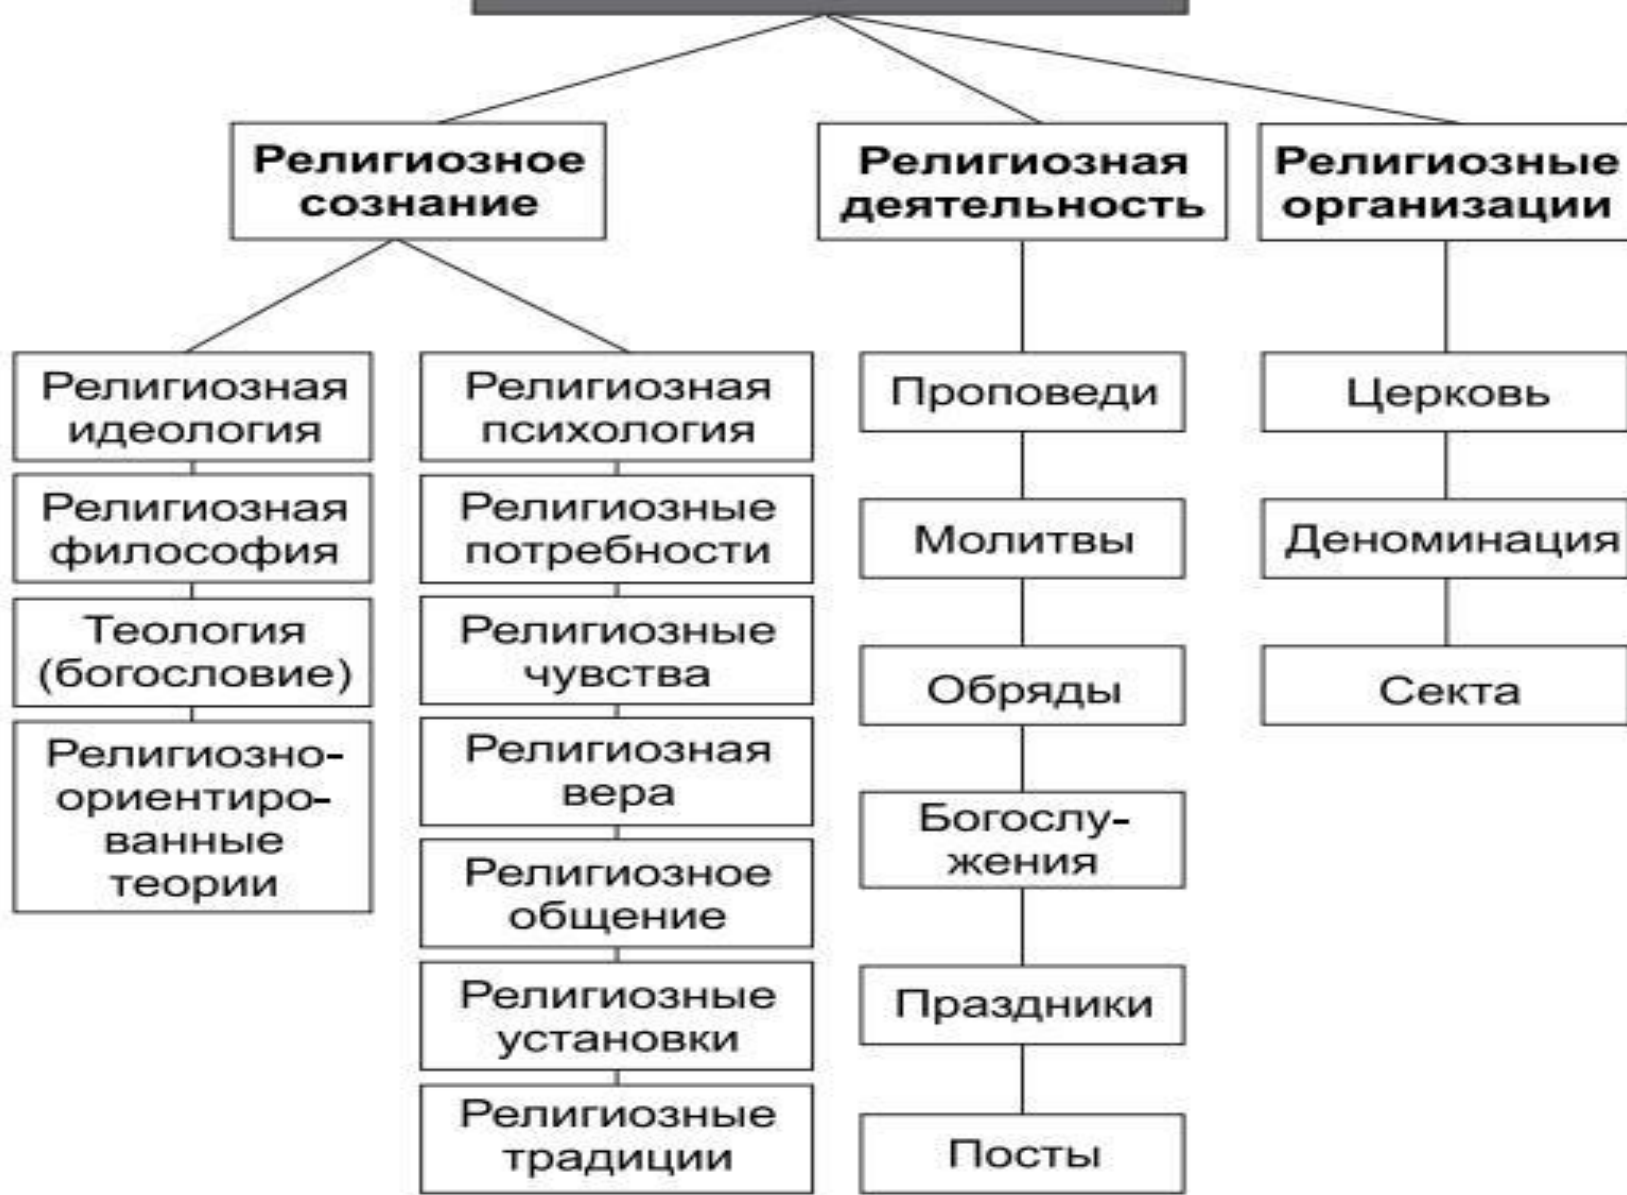 Религиозное
сознание
Религиозная
деятельность
Религиозные
организации
Религиозная
идеология
Религиозная
философия
Теология
(богословие)
Религиозно-
ориентиро-
ванные
теории
Религиозная
психология
Религиозные
потребности
Религиозные
чувства
Религиозная
вера
Религиозное
общение
Религиозные
установки
Религиозные
традиции
Проповеди
Молитвы
Обряды
Богослу-
жения
Праздники
Посты
Церковь
Деноминация
Секта